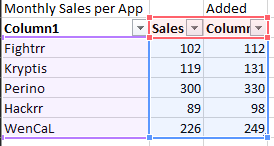 Monthly Sales per App Added
Column1 Sales Colum
Fightrr 102 112
Kryptis 119 131
Perino 300 330
Hackrr 89 98
WenCaL 226 249